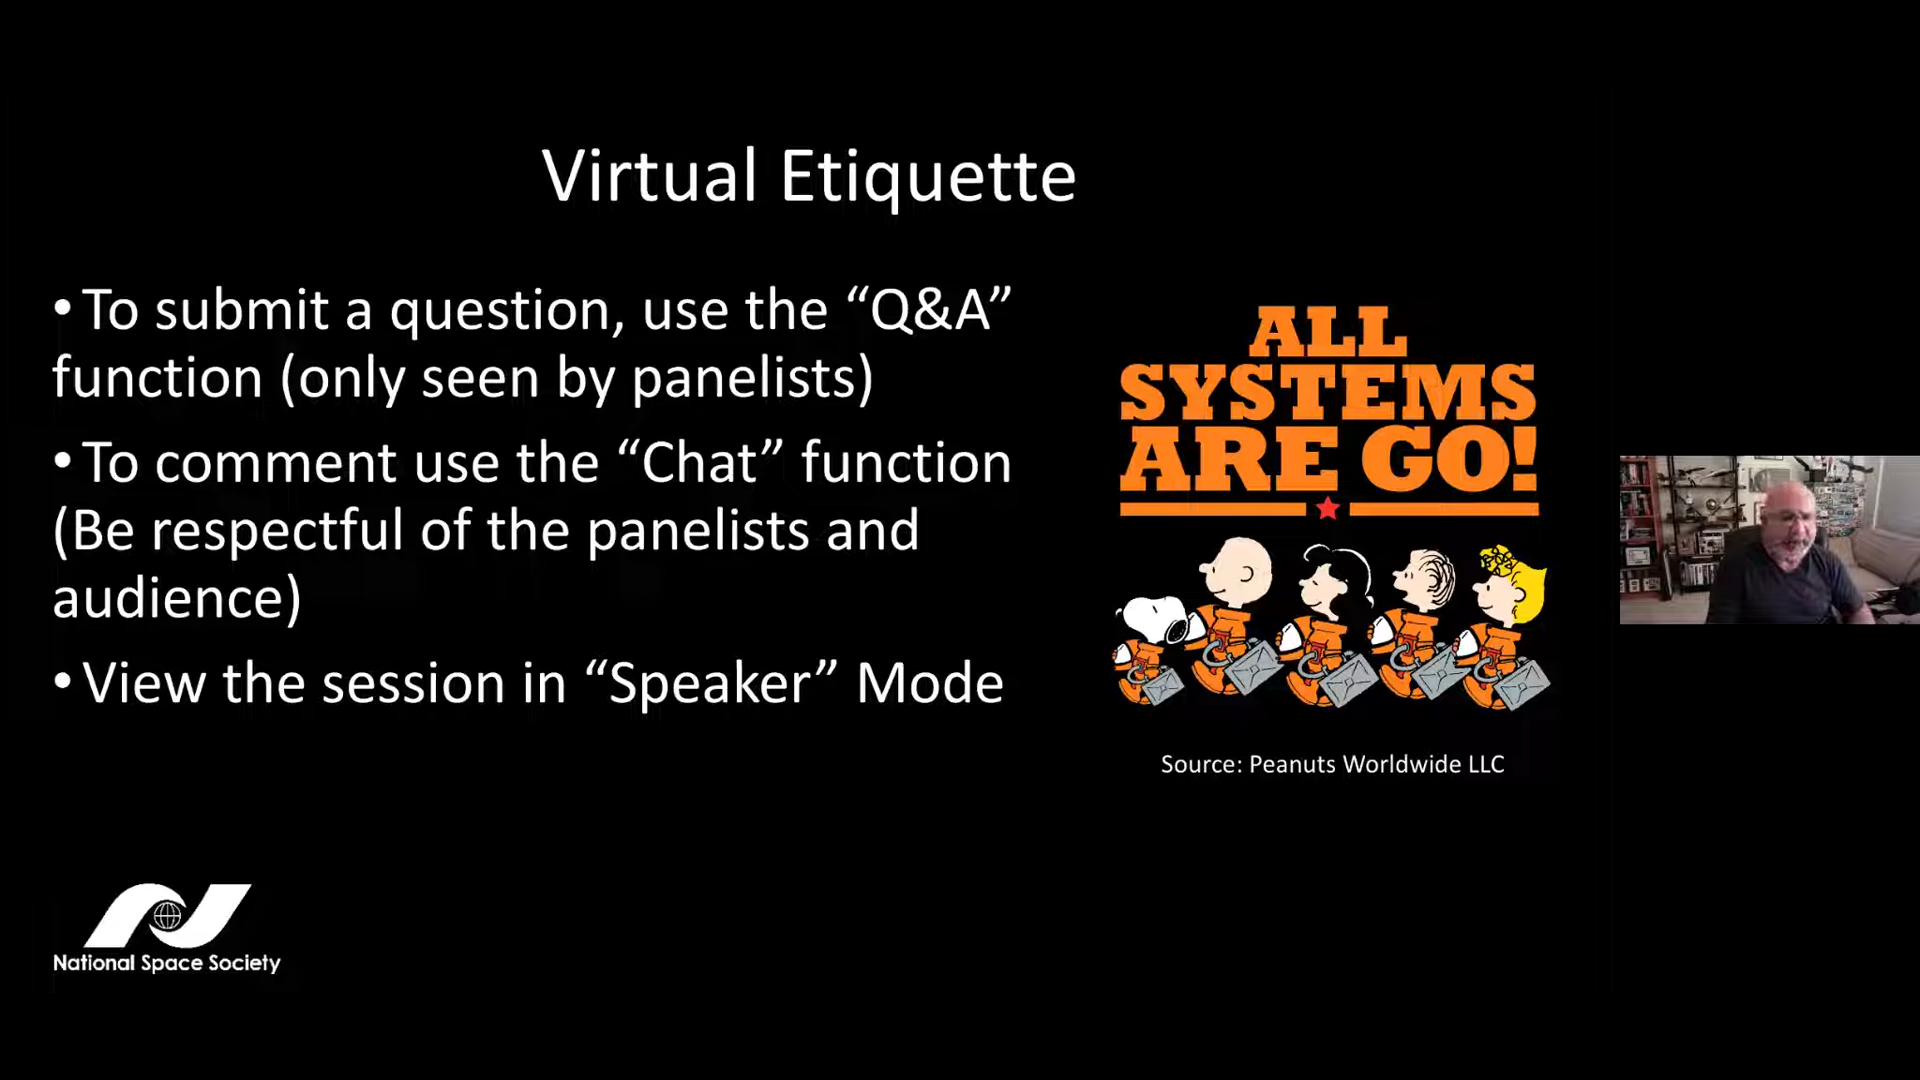 Virtual Etiquette
• To submit a question, use the “Q&A”
function (only seen by panelists)
• To comment use the “Chat” function
(Be respectful of the panelists and
audience)
• View the session in “Speaker” Mode
ALL
SYSTEMS
ARE GO!
Source: Peanuts Worldwide LLC
National Space Society